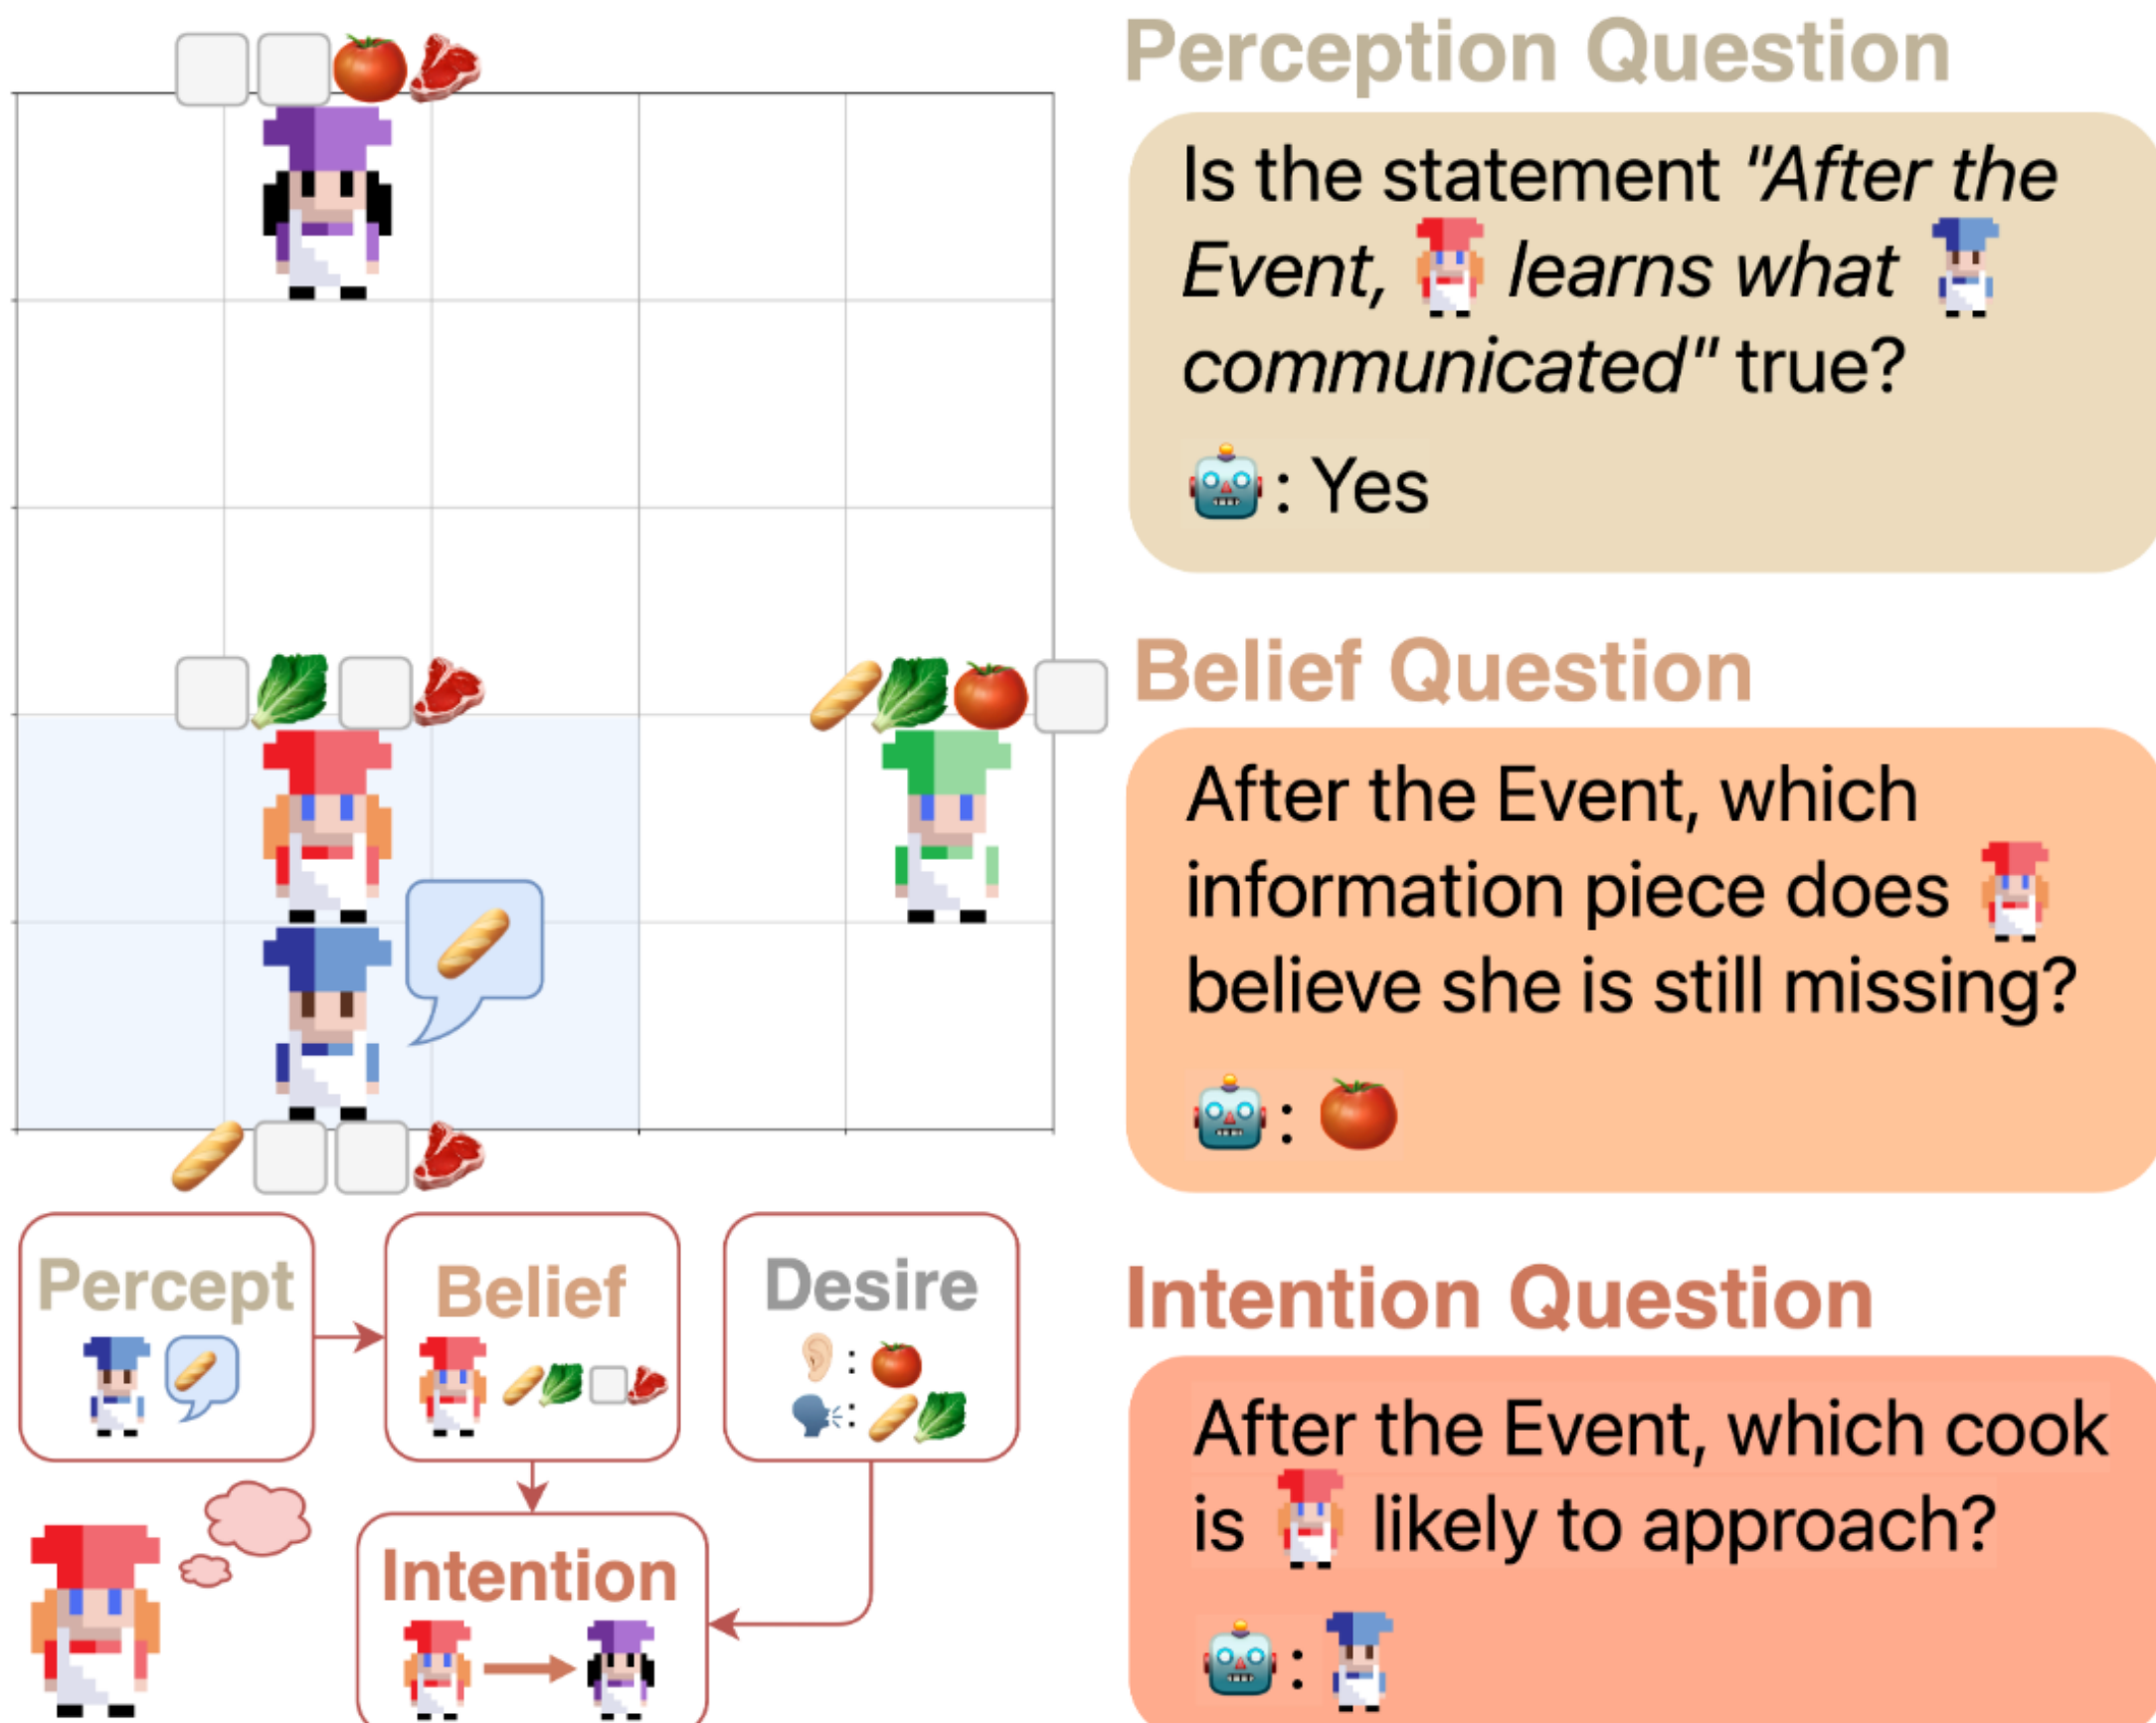 Perception Question
Is the statement "After the
Event, learns what
communicated" true?
: Yes
Belief Question
After the Event, which
information piece does
believe she is still missing?
:
Intention Question
After the Event, which cook
is likely to approach?
:
Percept
Belief
Desire
:
:
Intention